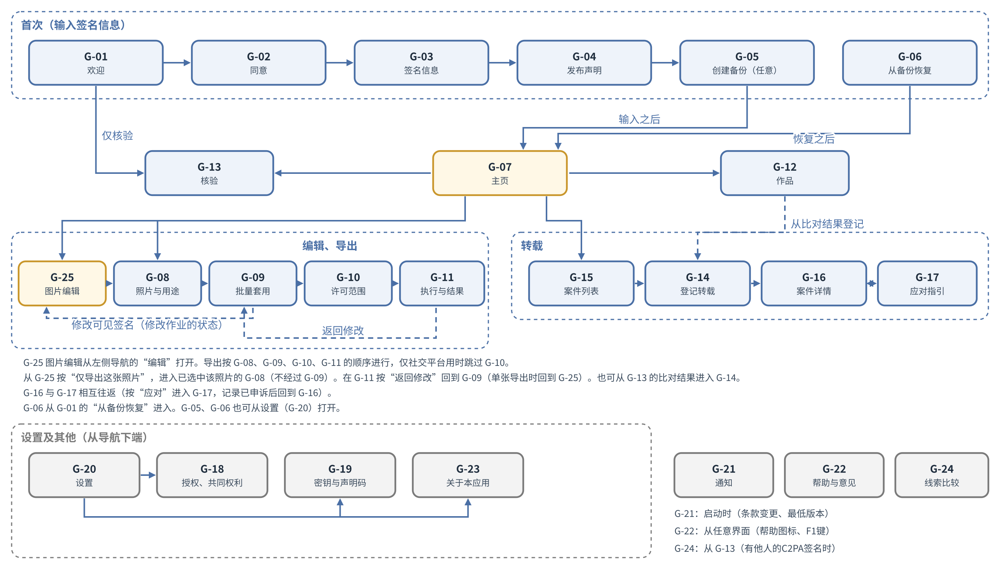 首次（输入签名信息）
G-01
欢迎
G-02
同意
G-03
签名信息
G-04
发布声明
G-05
创建备份（任意）
G-06
从备份恢复
输入之后
仅核验
恢复之后
G-13
核验
G-07
主页
G-12
作品
从比对结果登记
编辑、导出
转载
G-25
图片编辑
G-08
照片与用途
G-09
批量套用
G-10
许可范围
G-11
执行与结果
G-15
案件列表
G-14
登记转载
G-16
案件详情
G-17
应对指引
修改可见签名（修改作业的状态）
返回修改
G-25 图片编辑从左侧导航的“编辑”打开。导出按 G-08、G-09、G-10、G-11 的顺序进行，仅社交平台用时跳过 G-10。
从 G-25 按“仅导出这张照片”，进入已选中该照片的 G-08（不经过 G-09）。在 G-11 按“返回修改”回到 G-09（单张导出时回到 G-25）。也可从 G-13 的比对结果进入 G-14。
G-16 与 G-17 相互往返（按“应对”进入 G-17，记录已申诉后回到 G-16）。
G-06 从 G-01 的“从备份恢复”进入。G-05、G-06 也可从设置（G-20）打开。
设置及其他（从导航下端）
G-20
设置
G-18
授权、共同权利
G-19
密钥与声明码
G-23
关于本应用
G-21
通知
G-22
帮助与意见
G-24
线索比较
G-21：启动时（条款变更、最低版本）
G-22：从任意界面（帮助图标、F1键）
G-24：从 G-13（有他人的C2PA签名时）